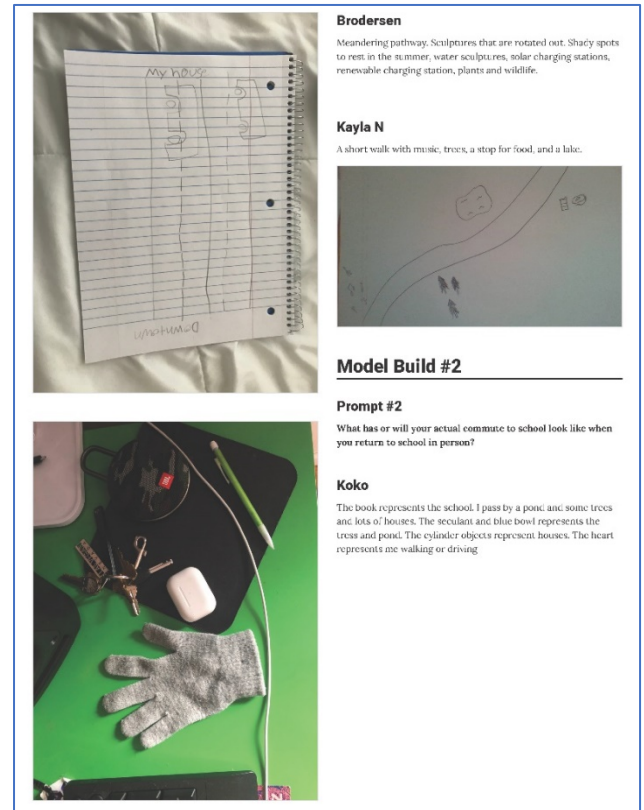 My house
Downtown
JBL
Brodersen
Meandering pathway. Sculptures that are rotated out. Shady spots
to rest in the summer, water sculptures, solar charging stations,
renewable charging station, plants and wildlife.
Kayla N
A short walk with music, trees, a stop for food, and a lake.
Model Build #2
Prompt #2
What has or will your actual commute to school look like when
you return to school in person?
Koko
The book represents the school. I pass by a pond and some trees
and lots of houses. The seculant and blue bowl represents the
tress and pond. The cylinder objects represent houses. The heart
represents me walking or driving